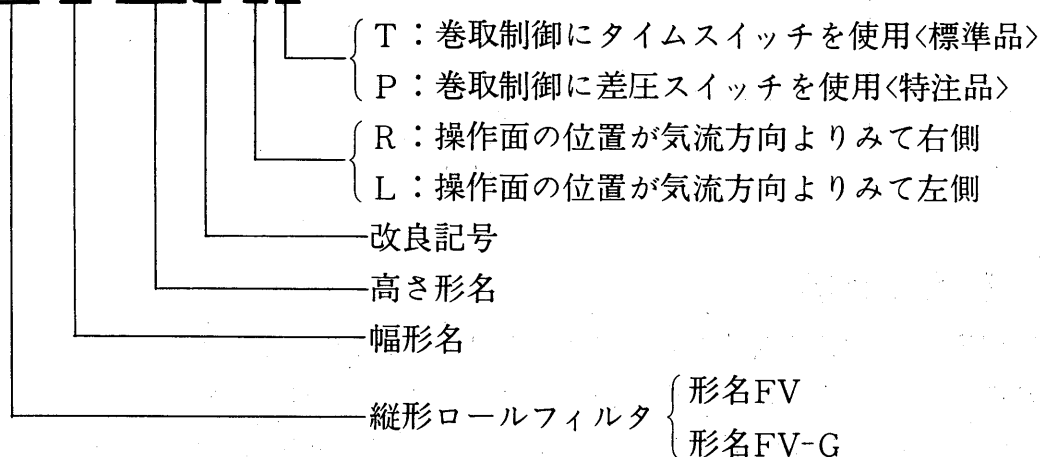 T：巻取制御にタイムスイッチを使用<標準品>
P：巻取制御に差圧スイッチを使用<特注品>
R：操作面の位置が気流方向よりみて右側
L：操作面の位置が気流方向よりみて左側
改良記号
高さ形名
幅形名
縦形ロールフィルタ
形名FV
形名FV-G